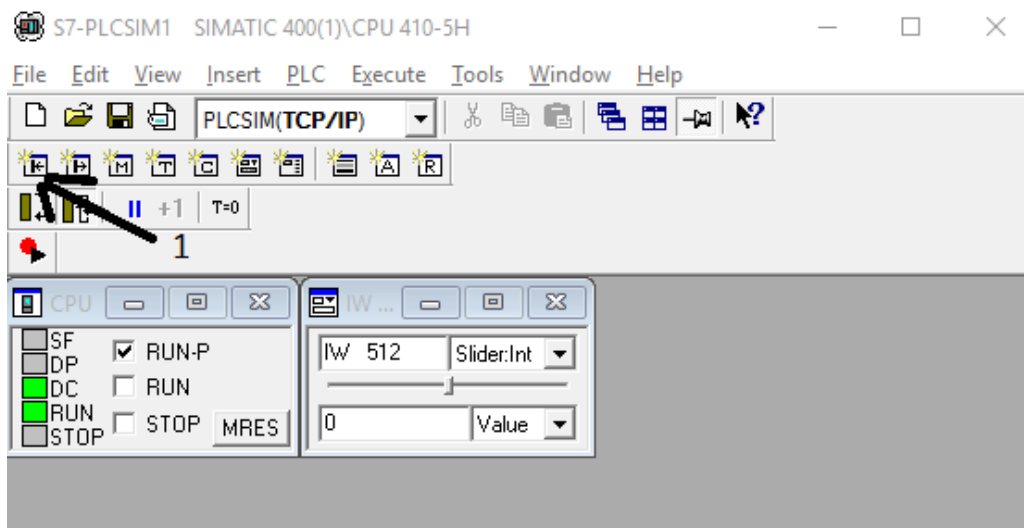 S7-PLCSIM1 SIMATIC 400(1)\CPU 410-5H
File Edit View Insert PLC Execute Tools Window Help
PLCSIM(TCP/IP)
M T C A R
+1 T=0
1
CPU
SF
DP
DC
RUN
STOP
RUN-P
RUN
STOP
MRES
IW ...
IW 512 Slider:Int
0 Value